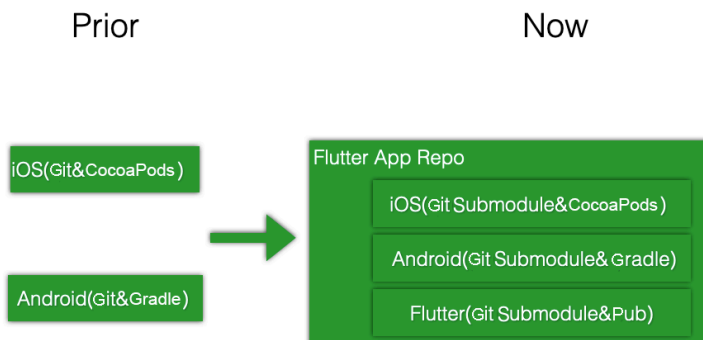 Prior
Now
iOS(Git&CocoaPods)
Android(Git&Gradle)
Flutter App Repo
iOS(Git Submodule&CocoaPods)
Android(Git Submodule& Gradle)
Flutter(Git Submodule&Pub)